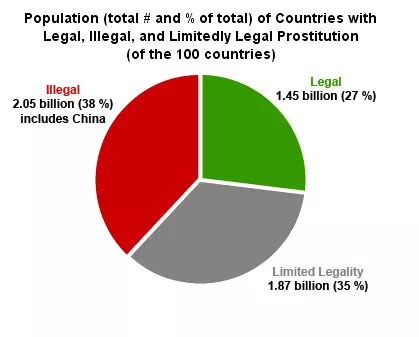 Population (total # and % of total) of Countries with
Legal, Illegal, and Limitedly Legal Prostitution
(of the 100 countries)
Legal
1.45 billion (27 %)
Illegal
2.05 billion (38 %)
includes China
Limited Legality
1.87 billion (35 %)